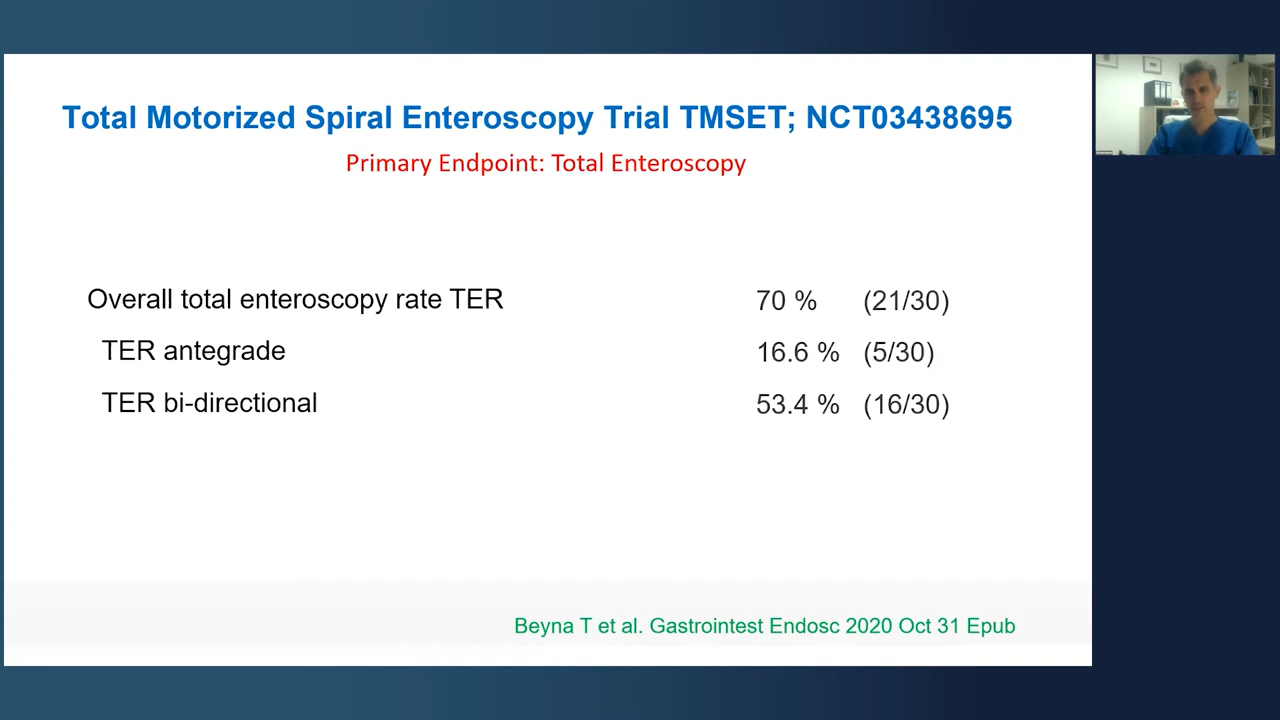 Total Motorized Spiral Enteroscopy Trial TMSET; NCT03438695
Primary Endpoint: Total Enteroscopy
Overall total enteroscopy rate TER 70 % (21/30)
TER antegrade 16.6 % (5/30)
TER bi-directional 53.4 % (16/30)
Beyna T et al. Gastrointest Endosc 2020 Oct 31 Epub